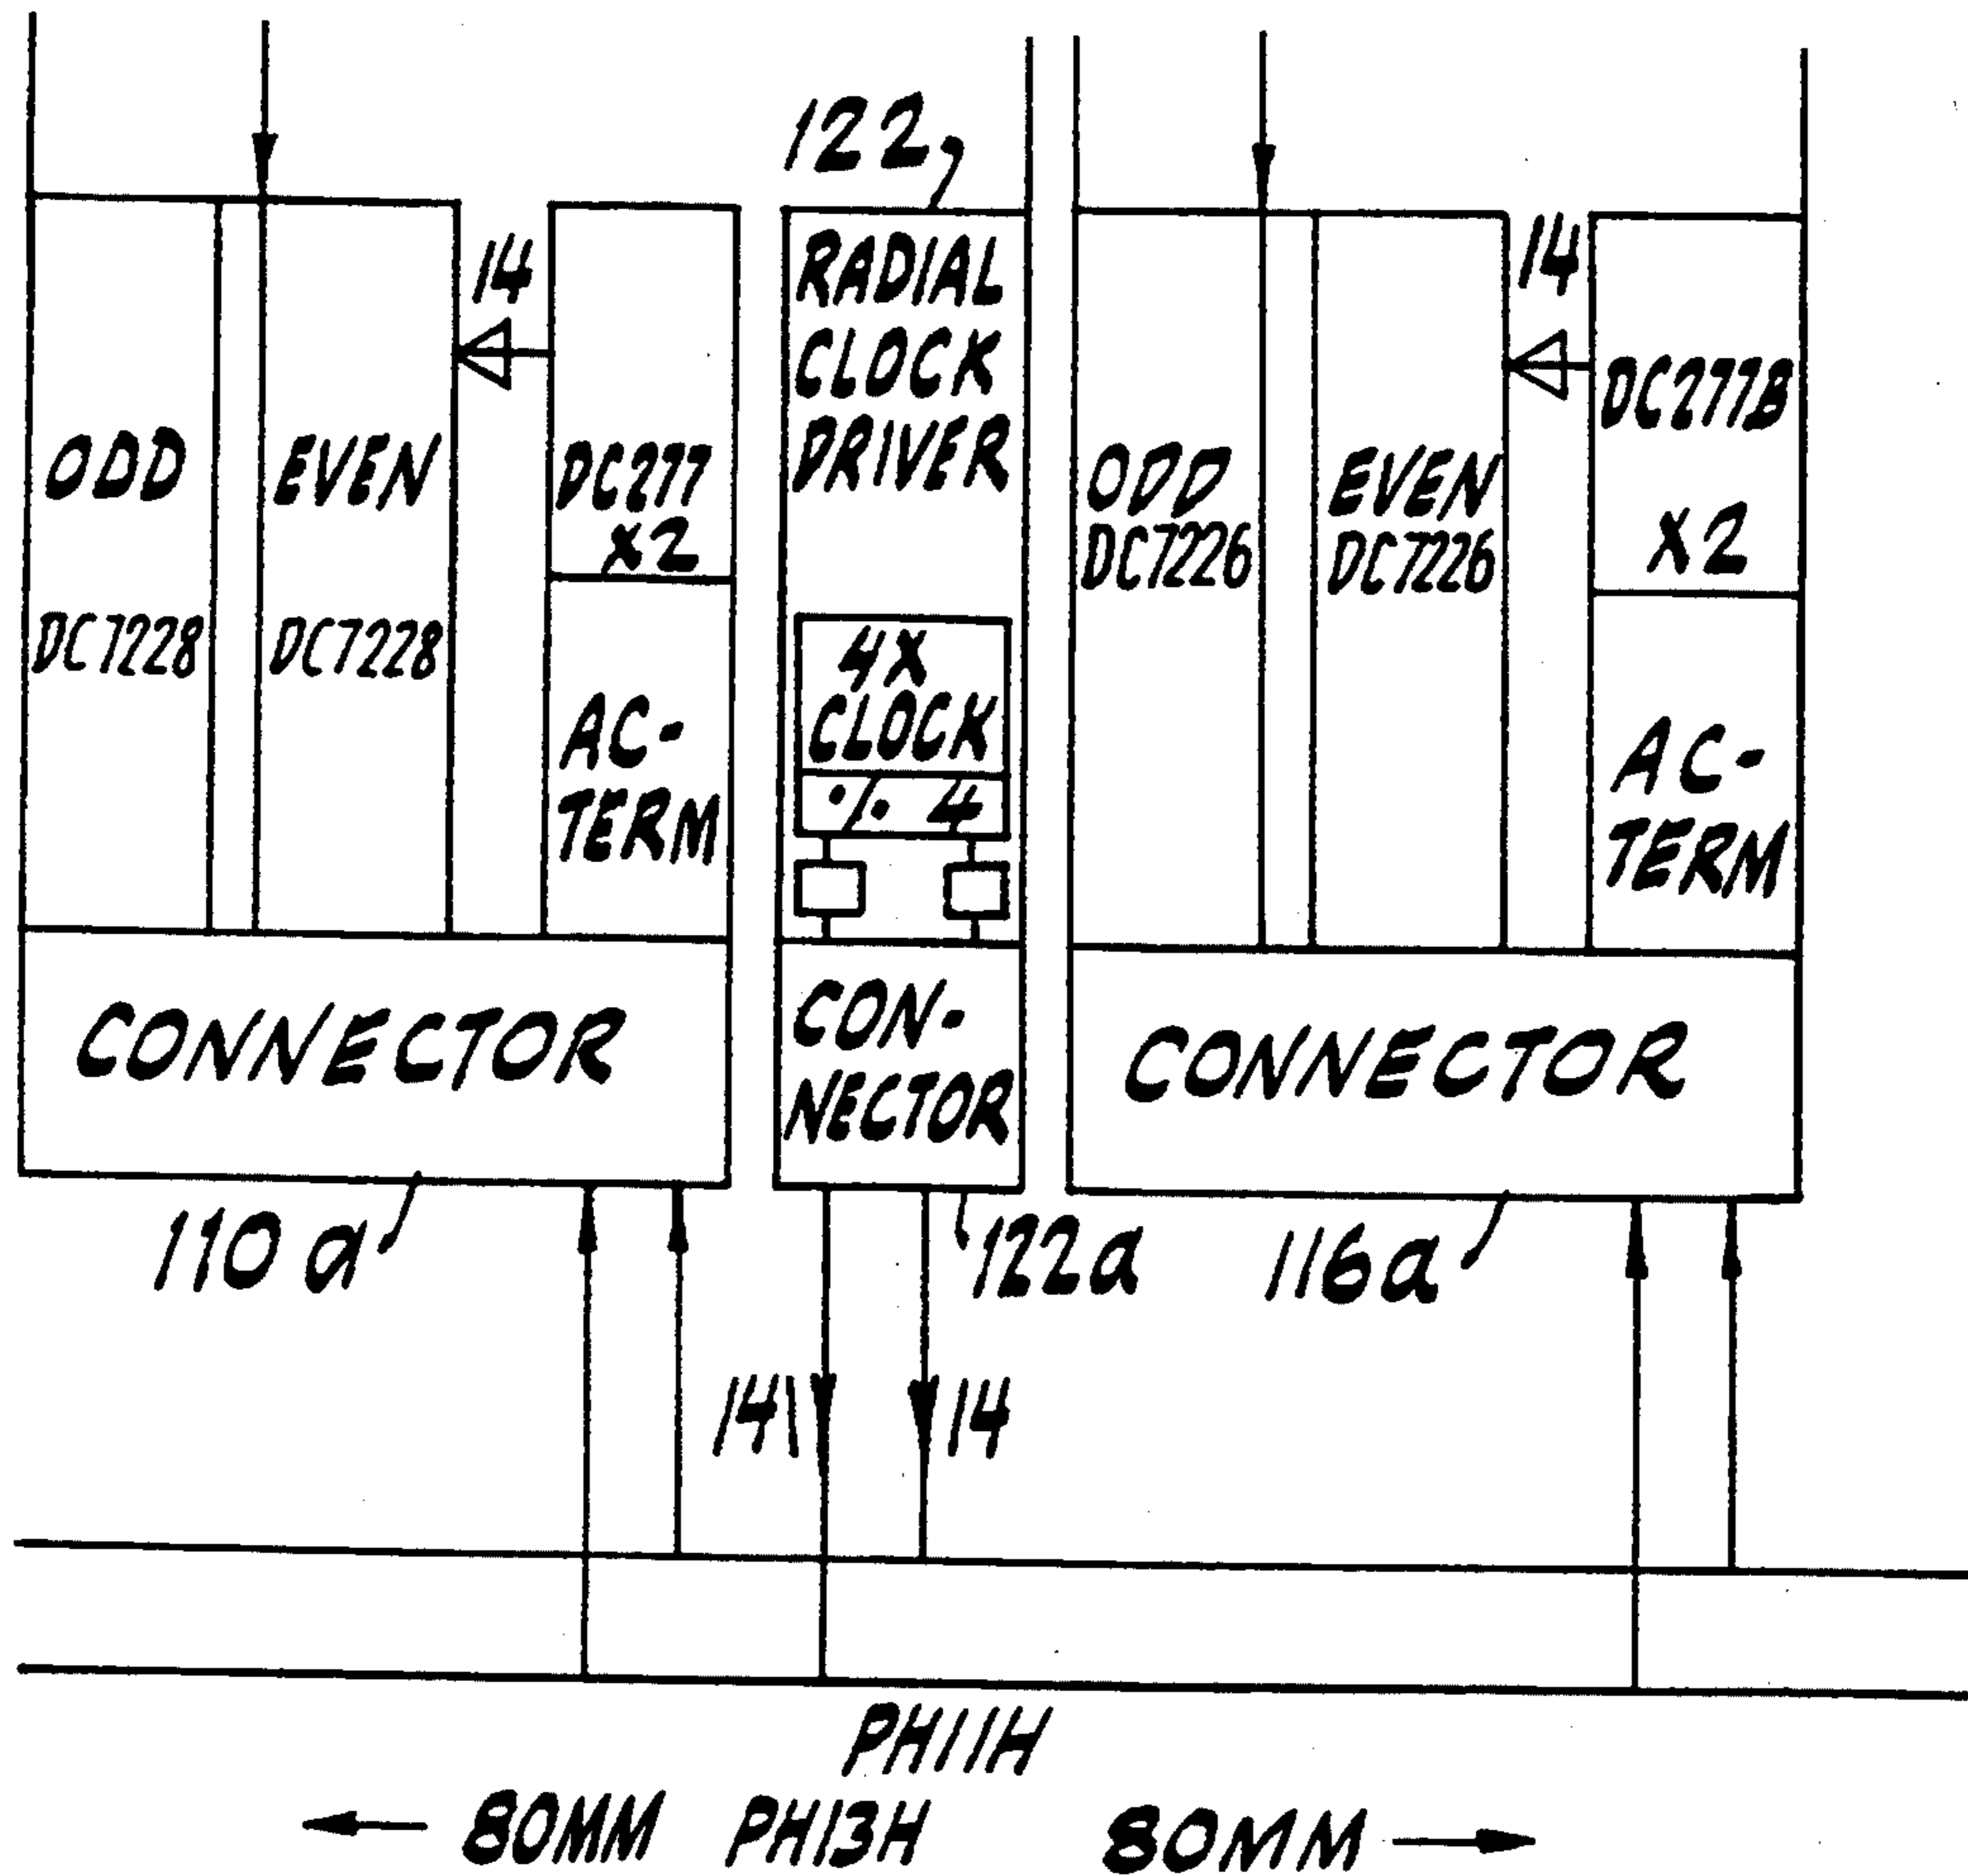 122
14
14
RADIAL
CLOCK
DRIVER
ODD
DC7228
EVEN
DC7228
DC277
X2
AC-
TERM
4X
CLOCK
% 4
ODD
DC7226
EVEN
DC7226
DC277B
X2
AC-
TERM
CONNECTOR
CON-
NECTOR
CONNECTOR
110a
122a
116a
14
14
PHI1H
80MM PHI3H 80MM